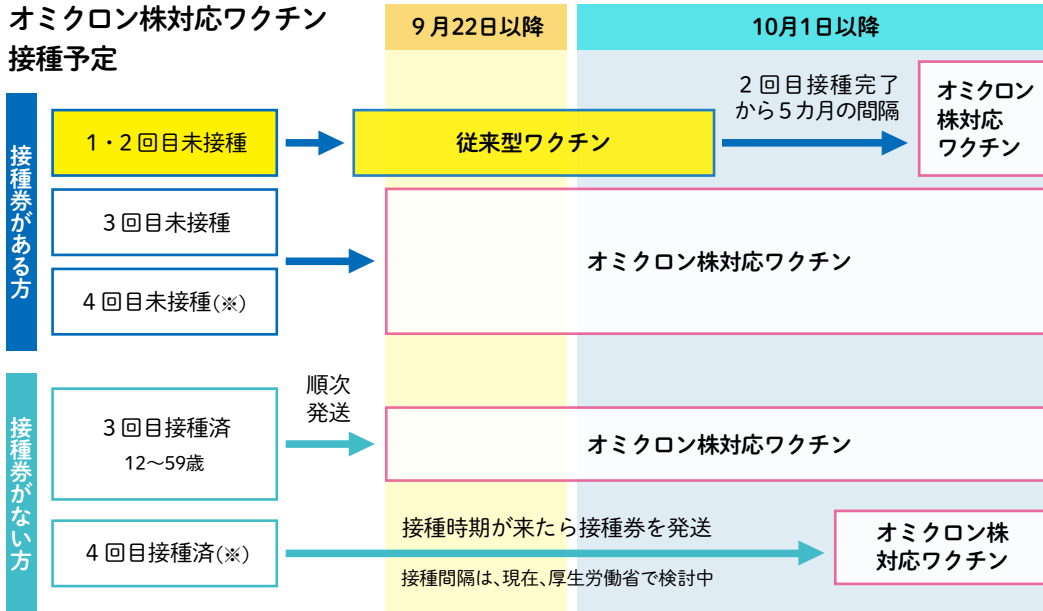 オミクロン株対応ワクチン
接種予定
9月22日以降
10月1日以降
接種券がある方
1・2回目未接種
従来型ワクチン
2回目接種完了
から5カ月の間隔
オミクロン
株対応
ワクチン
3回目未接種
4回目未接種(※)
オミクロン株対応ワクチン
接種券がない方
3回目接種済
12〜59歳
順次
発送
オミクロン株対応ワクチン
4回目接種済(※)
接種時期が来たら接種券を発送
接種間隔は、現在、厚生労働省で検討中
オミクロン株
対応ワクチン